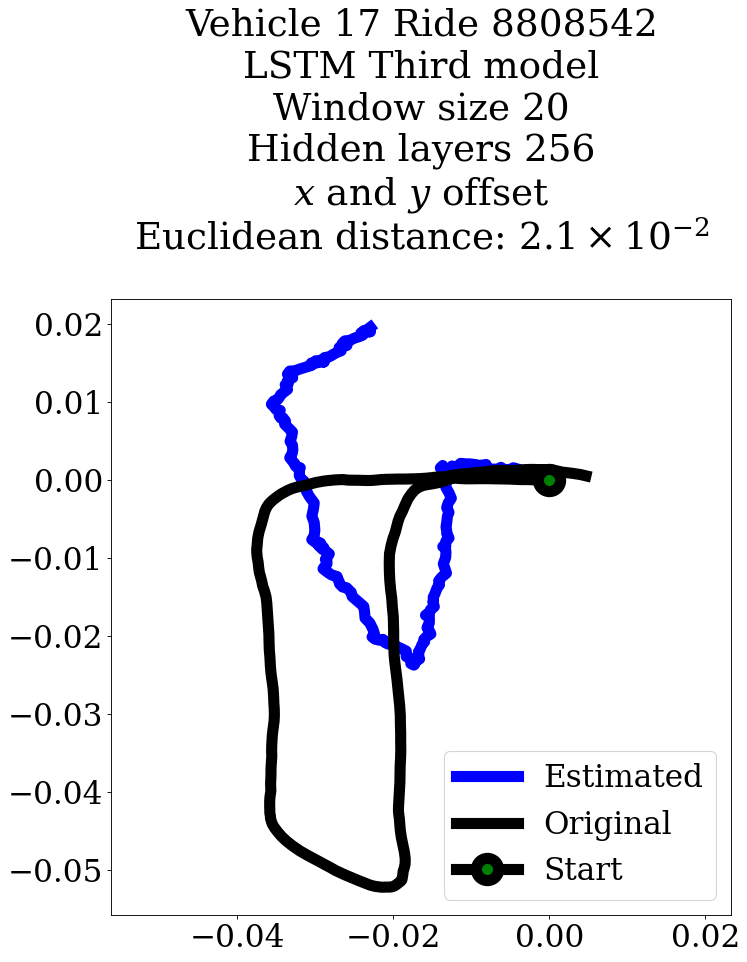 Vehicle 17 Ride 8808542
LSTM Third model
Window size 20
Hidden layers 256
x and y offset
Euclidean distance: 2.1 × 10⁻²
0.02
0.01
0.00
−0.01
−0.02
−0.03
−0.04
−0.05
Estimated
Original
Start
−0.04 −0.02 0.00 0.02